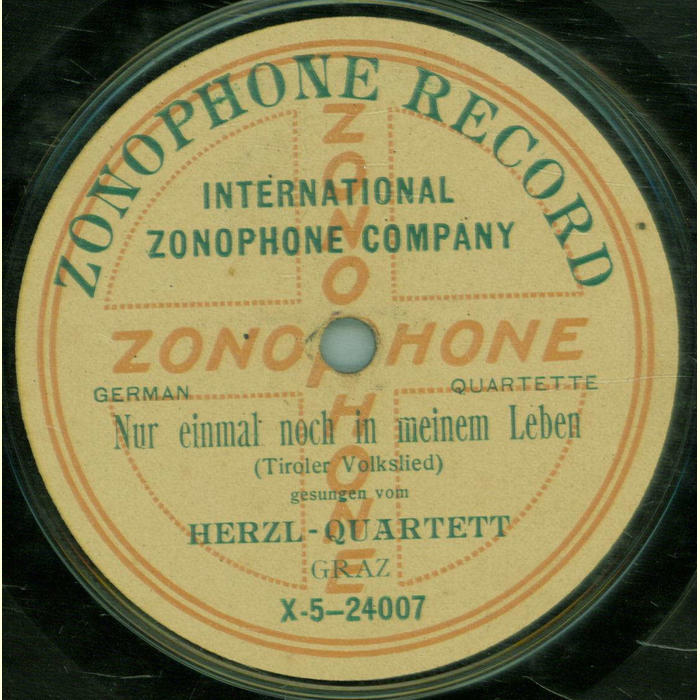 ZONOPHONE RECORD
INTERNATIONAL
ZONOPHONE COMPANY
ZONOPHONE
ZONOPHONE
GERMAN QUARTETTE
Nur einmal noch in meinem Leben
(Tiroler Volkslied)
gesungen vom
HERZL-QUARTETT
GRAZ
X-5-24007